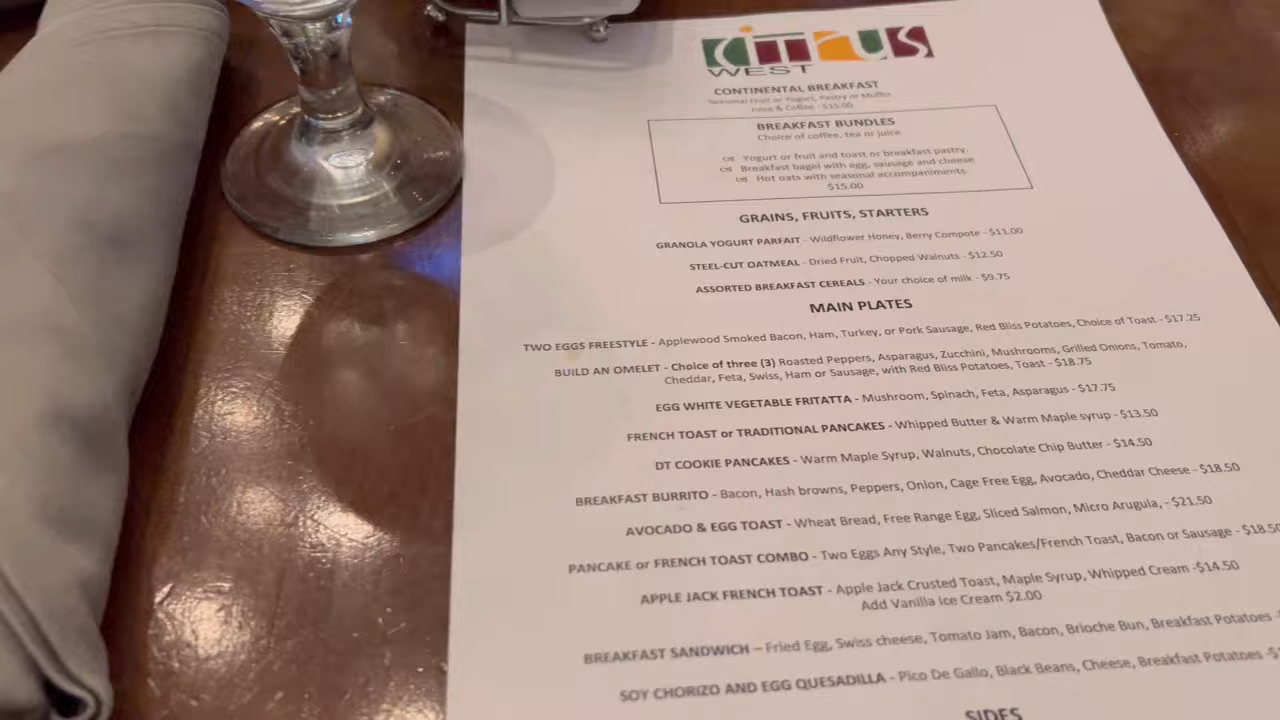 CITRUS
WEST
CONTINENTAL BREAKFAST
Seasonal Fruit or Yogurt, Pastry or Muffin
Juice & Coffee - $15.00
BREAKFAST BUNDLES
Choice of coffee, tea or juice
Yogurt or fruit and toast or breakfast pastry.
Breakfast bagel with egg, sausage and cheese
Hot oats with seasonal accompaniments.
$15.00
GRAINS, FRUITS, STARTERS
GRANOLA YOGURT PARFAIT - Wildflower Honey, Berry Compote - $11.00
STEEL-CUT OATMEAL - Dried Fruit, Chopped Walnuts - $12.50
ASSORTED BREAKFAST CEREALS - Your choice of milk - $9.75
MAIN PLATES
TWO EGGS FREESTYLE - Applewood Smoked Bacon, Ham, Turkey, or Pork Sausage, Red Bliss Potatoes, Choice of Toast - $17.25
BUILD AN OMELET - Choice of three (3) Roasted Peppers, Asparagus, Zucchini, Mushrooms, Grilled Onions, Tomato,
Cheddar, Feta, Swiss, Ham or Sausage, with Red Bliss Potatoes, Toast - $18.75
EGG WHITE VEGETABLE FRITATTA - Mushroom, Spinach, Feta, Asparagus - $17.75
FRENCH TOAST or TRADITIONAL PANCAKES - Whipped Butter & Warm Maple syrup - $13.50
DT COOKIE PANCAKES - Warm Maple Syrup, Walnuts, Chocolate Chip Butter - $14.50
BREAKFAST BURRITO - Bacon, Hash browns, Peppers, Onion, Cage Free Egg, Avocado, Cheddar Cheese - $18.50
AVOCADO & EGG TOAST - Wheat Bread, Free Range Egg, Sliced Salmon, Micro Arugula, - $21.50
PANCAKE or FRENCH TOAST COMBO - Two Eggs Any Style, Two Pancakes/French Toast, Bacon or Sausage - $18.50
APPLE JACK FRENCH TOAST - Apple Jack Crusted Toast, Maple Syrup, Whipped Cream -$14.50
Add Vanilla Ice Cream $2.00
BREAKFAST SANDWICH – Fried Egg, Swiss cheese, Tomato Jam, Bacon, Brioche Bun, Breakfast Potatoes -
SOY CHORIZO AND EGG QUESADILLA - Pico De Gallo, Black Beans, Cheese, Breakfast Potatoes -$
SIDES